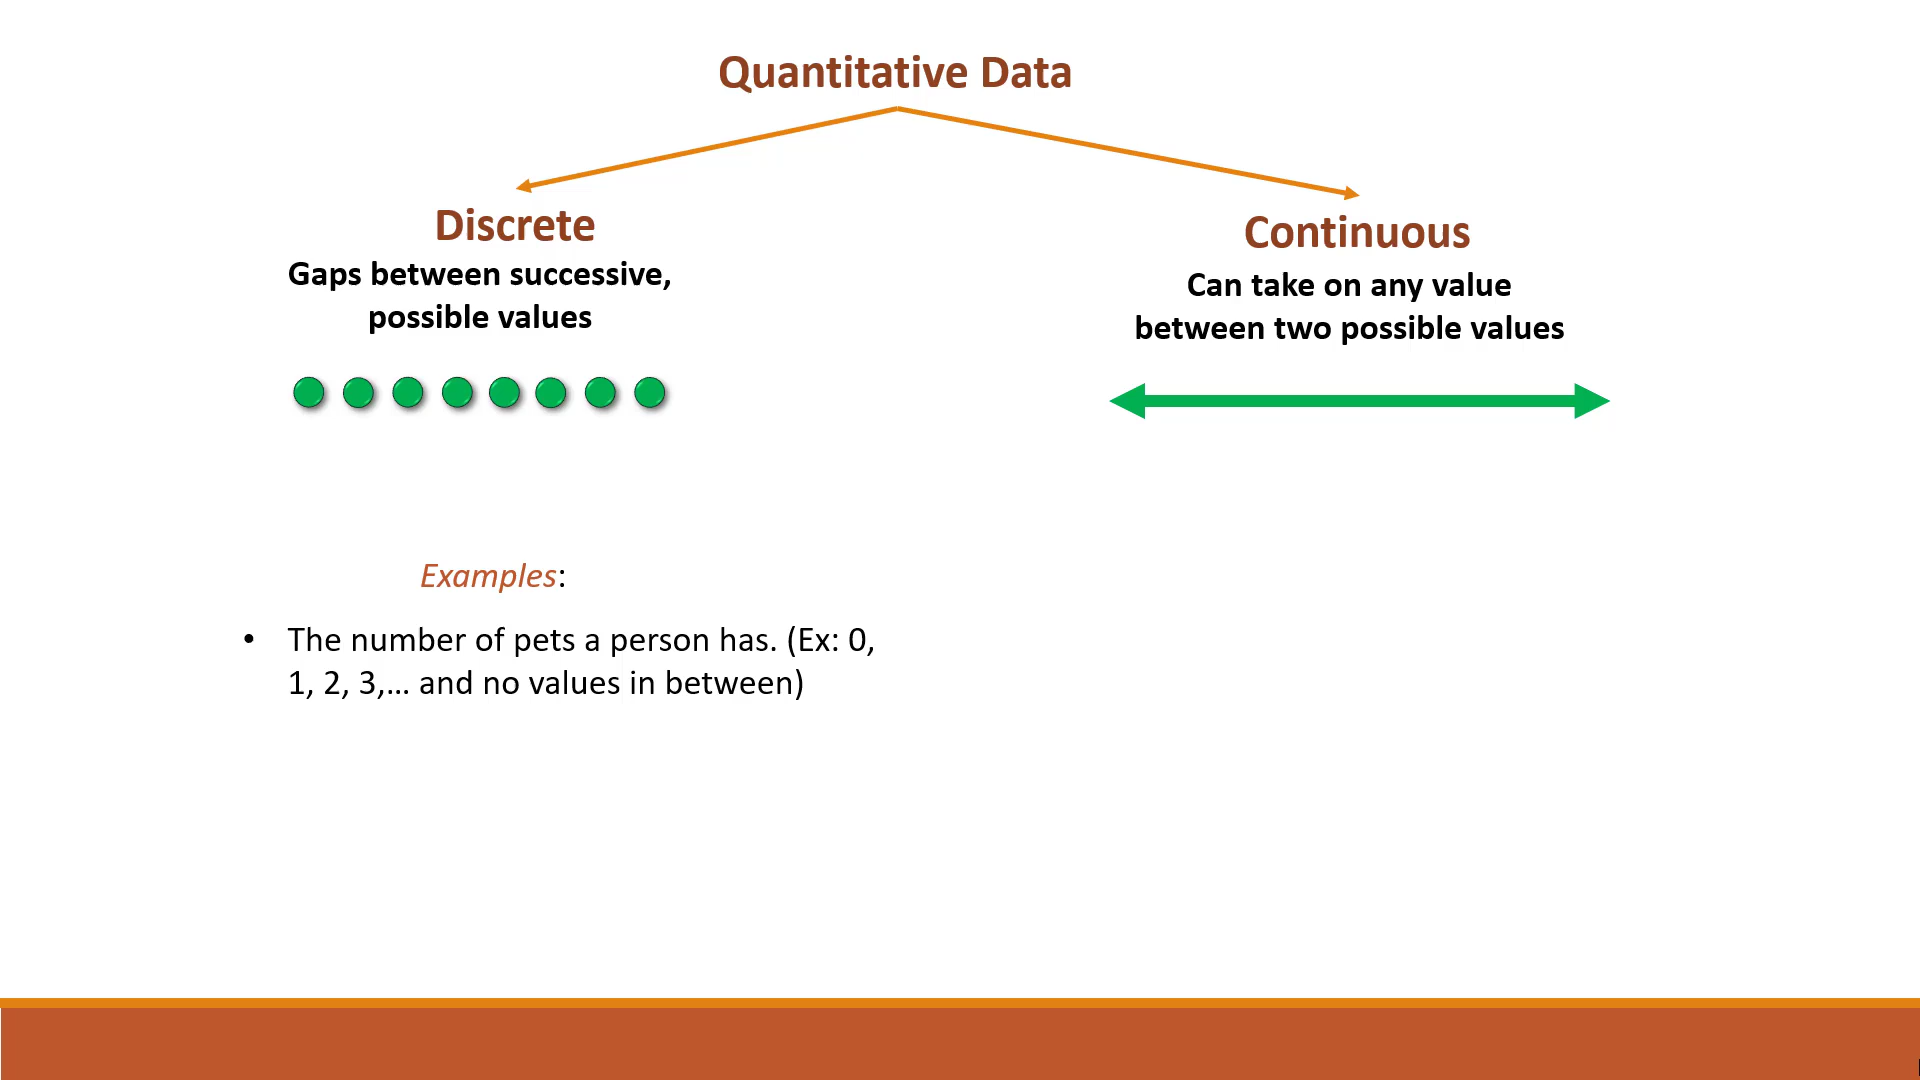 Quantitative Data
Discrete
Gaps between successive,
possible values
Continuous
Can take on any value
between two possible values
Examples:
• The number of pets a person has. (Ex: 0,
1, 2, 3,... and no values in between)